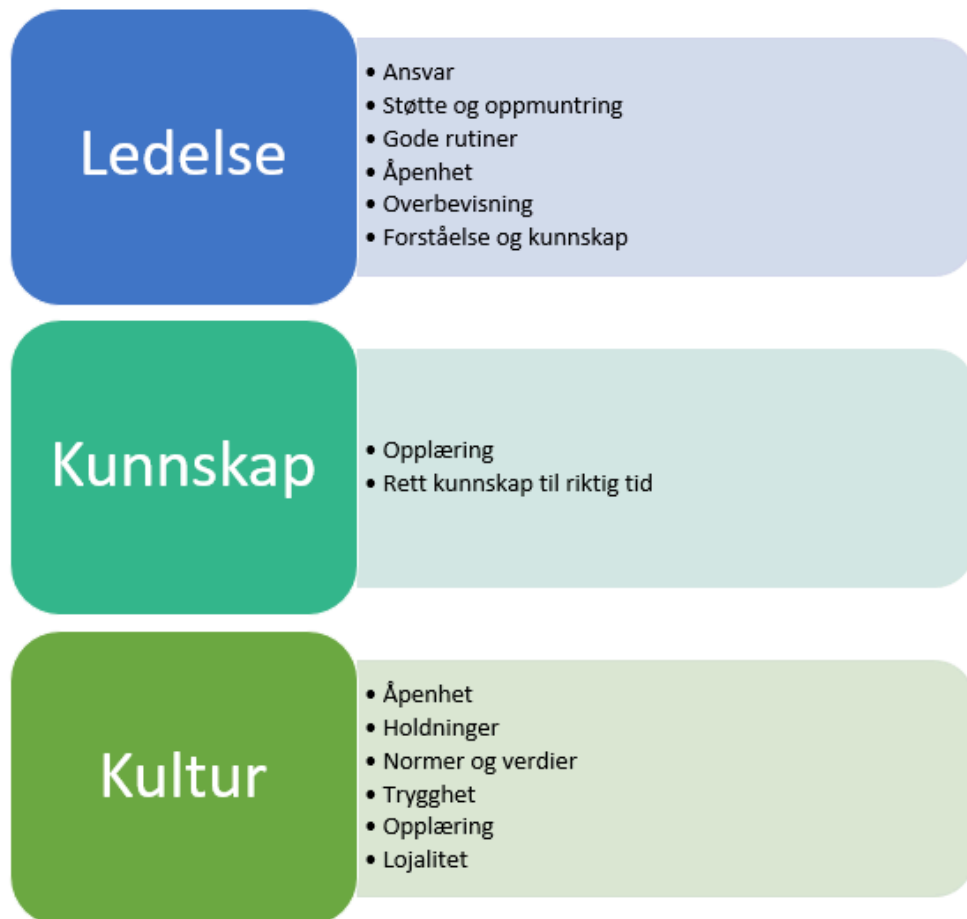 Ledelse
• Ansvar
• Støtte og oppmuntring
• Gode rutiner
• Åpenhet
• Overbevisning
• Forståelse og kunnskap
Kunnskap
• Opplæring
• Rett kunnskap til riktig tid
Kultur
• Åpenhet
• Holdninger
• Normer og verdier
• Trygghet
• Opplæring
• Lojalitet